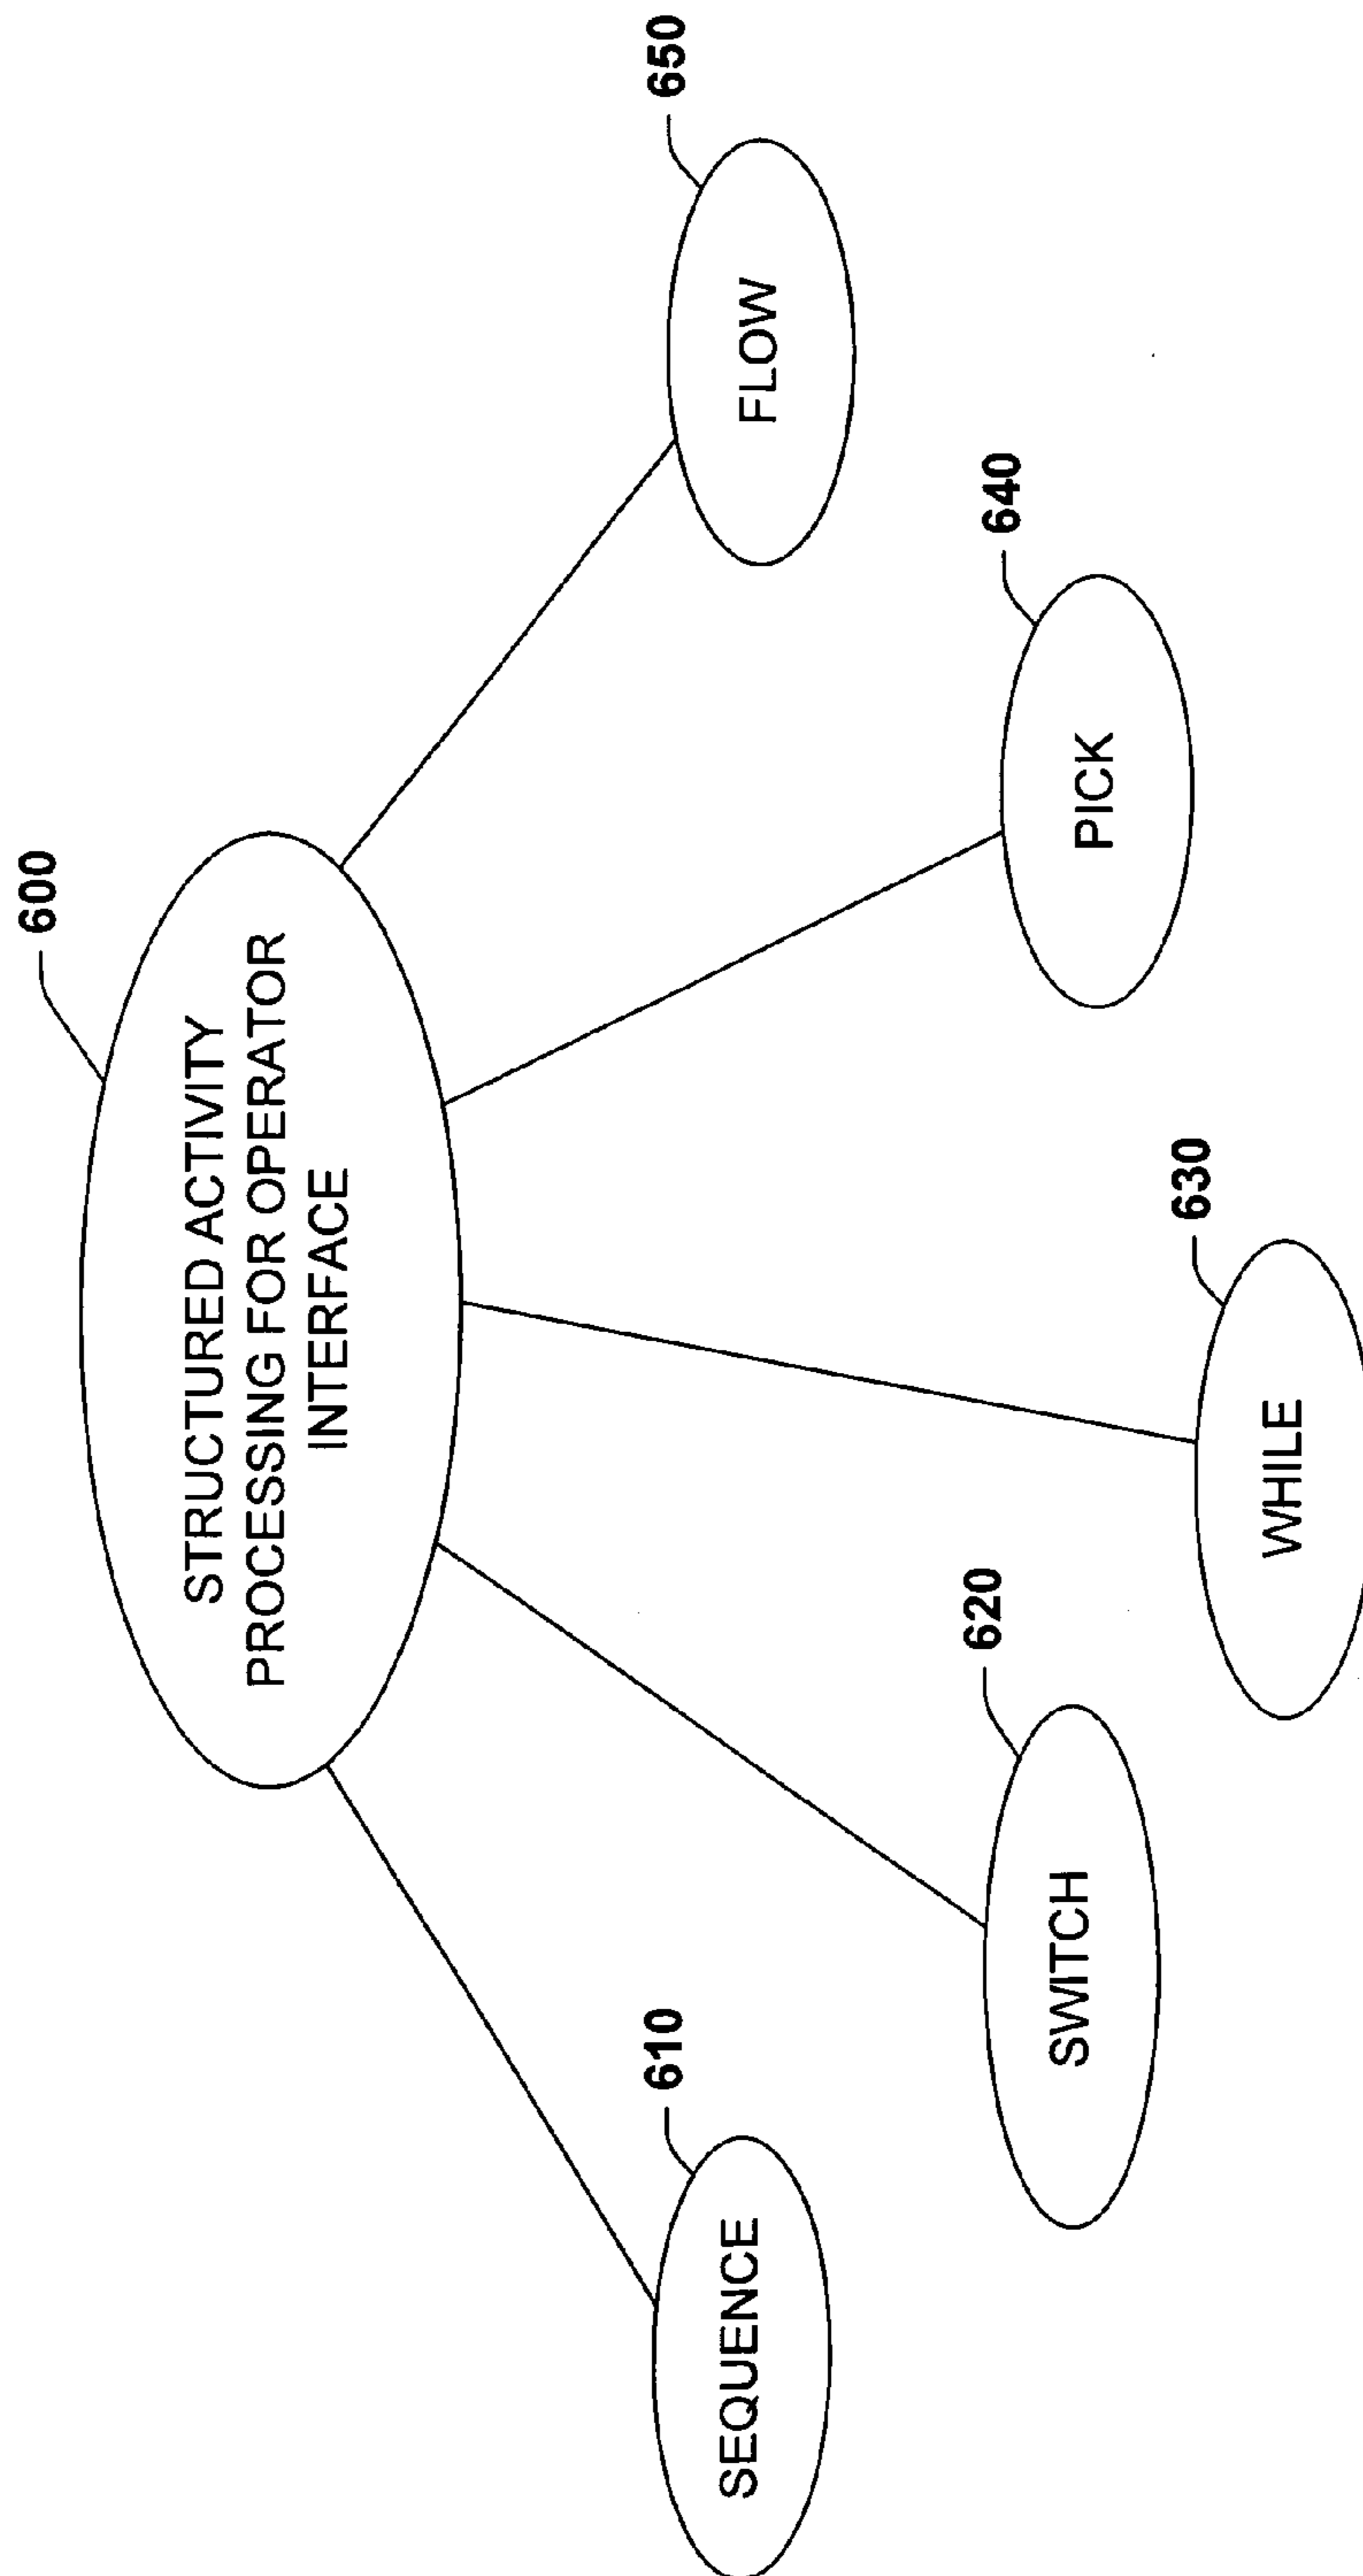 600
STRUCTURED ACTIVITY
PROCESSING FOR OPERATOR
INTERFACE
610
SEQUENCE
620
SWITCH
630
WHILE
640
PICK
650
FLOW